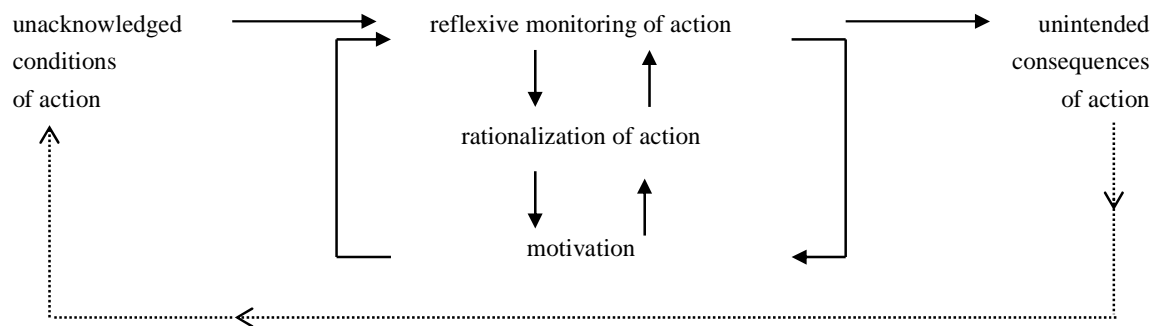 unacknowledged
conditions
of action
reflexive monitoring of action
rationalization of action
motivation
unintended
consequences
of action